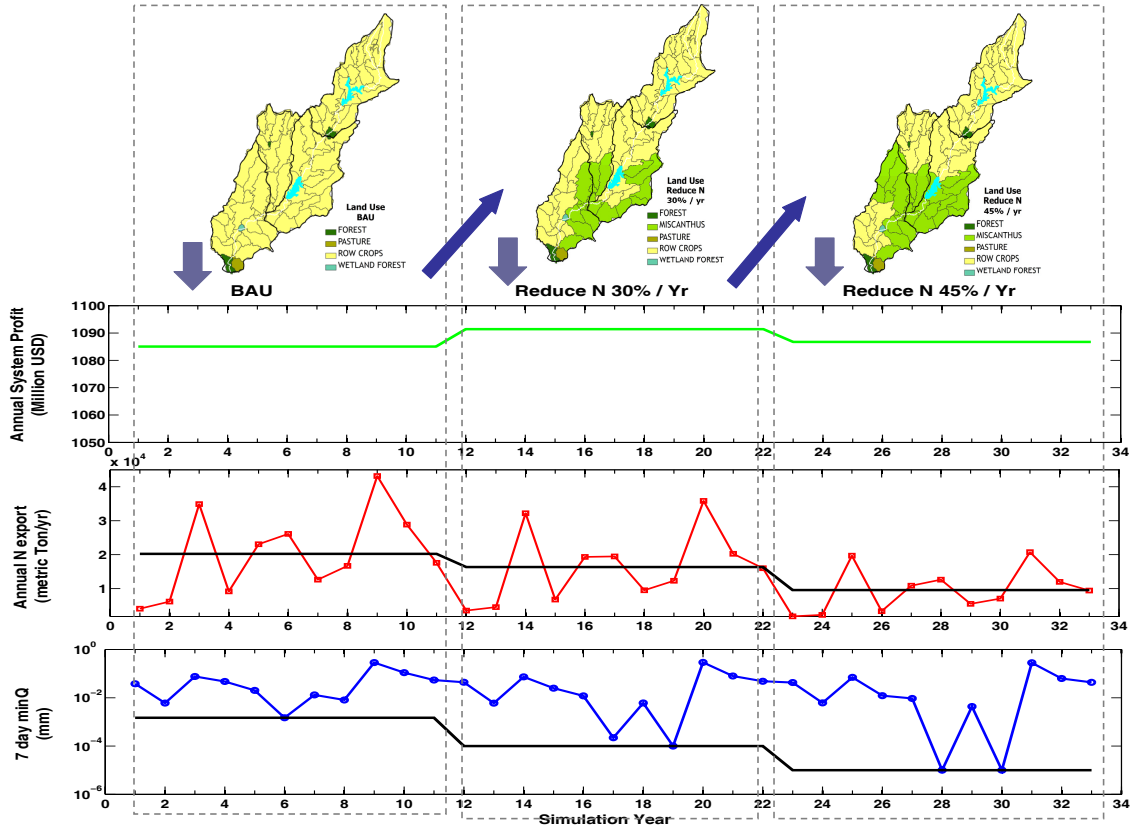 Land Use
BAU
FOREST
PASTURE
ROW CROPS
WETLAND FOREST
Land Use
Reduce N
30% / yr
FOREST
MISCANTHUS
PASTURE
ROW CROPS
WETLAND FOREST
Land Use
Reduce N
45% / yr
FOREST
MISCANTHUS
PASTURE
ROW CROPS
WETLAND FOREST
BAU
Reduce N 30% / Yr
Reduce N 45% / Yr
Annual System Profit
(Million USD)
1100
1090
1080
1070
1060
1050
0 2 4 6 8 10 12 14 16 18 20 22 24 26 28 30 32 34
x 10^4
Annual N export
(metric Ton/yr)
4
3
2
1
0 2 4 6 8 10 12 14 16 18 20 22 24 26 28 30 32 34
7 day minQ
(mm)
10^0
10^-2
10^-4
10^-6
0 2 4 6 8 10 12 14 16 18 20 22 24 26 28 30 32 34
Simulation Year